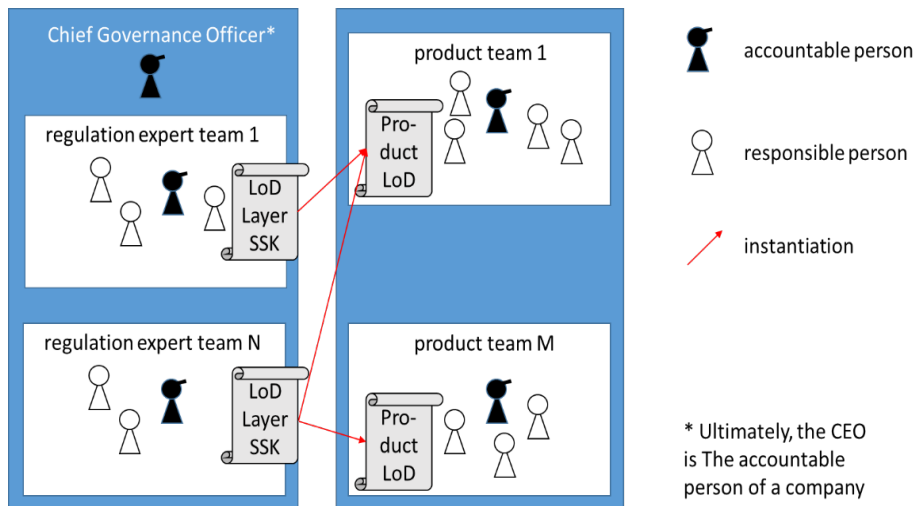 Chief Governance Officer*
regulation expert team 1
LoD
Layer
SSK
regulation expert team N
LoD
Layer
SSK
product team 1
Pro-
duct
LoD
product team M
Pro-
duct
LoD
accountable person
responsible person
instantiation
* Ultimately, the CEO
is The accountable
person of a company